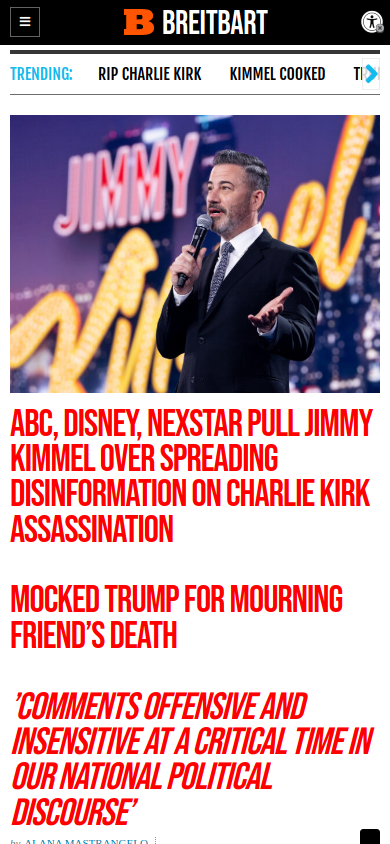 B BREITBART
TRENDING: RIP CHARLIE KIRK KIMMEL COOKED
JIMMY
Kimmel
ABC, DISNEY, NEXSTAR PULL JIMMY
KIMMEL OVER SPREADING
DISINFORMATION ON CHARLIE KIRK
ASSASSINATION
MOCKED TRUMP FOR MOURNING
FRIEND’S DEATH
’COMMENTS OFFENSIVE AND
INSENSITIVE AT A CRITICAL TIME IN
OUR NATIONAL POLITICAL
DISCOURSE’
by ALANA MASTRANGELO